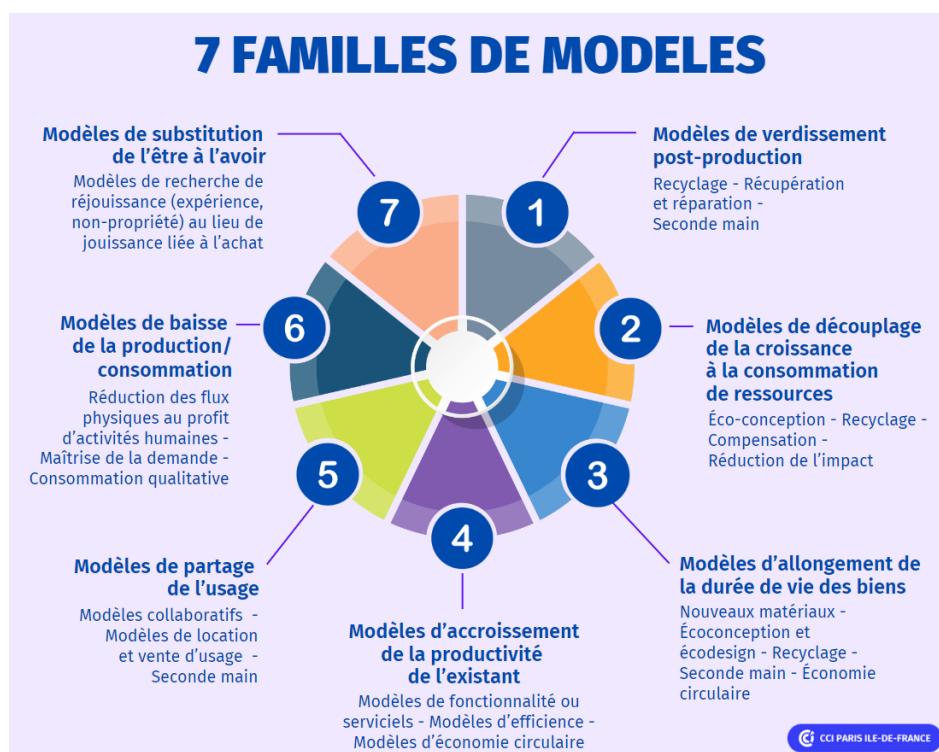 7 FAMILLES DE MODELES
1
Modèles de verdissement
post-production
Recyclage - Récupération
et réparation -
Seconde main
2
Modèles de découplage
de la croissance
à la consommation
de ressources
Éco-conception - Recyclage -
Compensation -
Réduction de l'impact
3
Modèles d'allongement de
la durée de vie des biens
Nouveaux matériaux -
Écoconception et
écodesign - Recyclage -
Seconde main - Économie
circulaire
4
Modèles d'accroissement
de la productivité
de l'existant
Modèles de fonctionnalité ou
serviciels - Modèles d'efficience -
Modèles d'économie circulaire
5
Modèles de partage
de l'usage
Modèles collaboratifs -
Modèles de location
et vente d'usage -
Seconde main
6
Modèles de baisse
de la production/
consommation
Réduction des flux
physiques au profit
d'activités humaines -
Maîtrise de la demande -
Consommation qualitative
7
Modèles de substitution
de l'être à l'avoir
Modèles de recherche de
réjouissance (expérience,
non-propriété) au lieu de
jouissance liée à l'achat
CCI PARIS ILE-DE-FRANCE